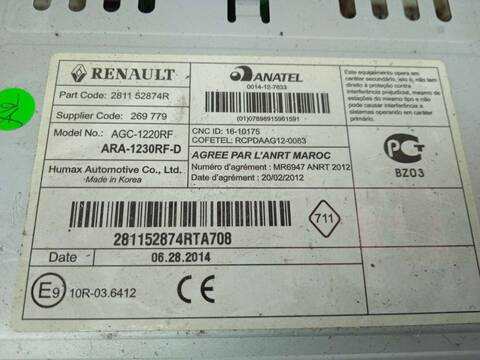 RENAULT
Part Code: 281152874R
Supplier Code: 269 779
Model No.: AGC-1220RF
ARA-1230RF-D
Humax Automotive Co., Ltd.
Made in Korea
ANATEL
0014-12-7633
(01)07898915981591
CNC ID: 16-10175
COFETEL: RCPDAAG12-0083
AGREE PAR L'ANRT MAROC
Numéro d'agrément: MR6947 ANRT 2012
Date d'agrément: 20/02/2012
Este equipamento opera em
caráter secundário, isto é, não
tem direito a proteção contra
interferência prejudicial, mesmo de
estações do mesmo tipo e não
pode causar interferência a
sistemas operando em caráter
primário.
BZ03
281152874RTA708
711
Date 06.28.2014
E9 10R-03.6412
CE